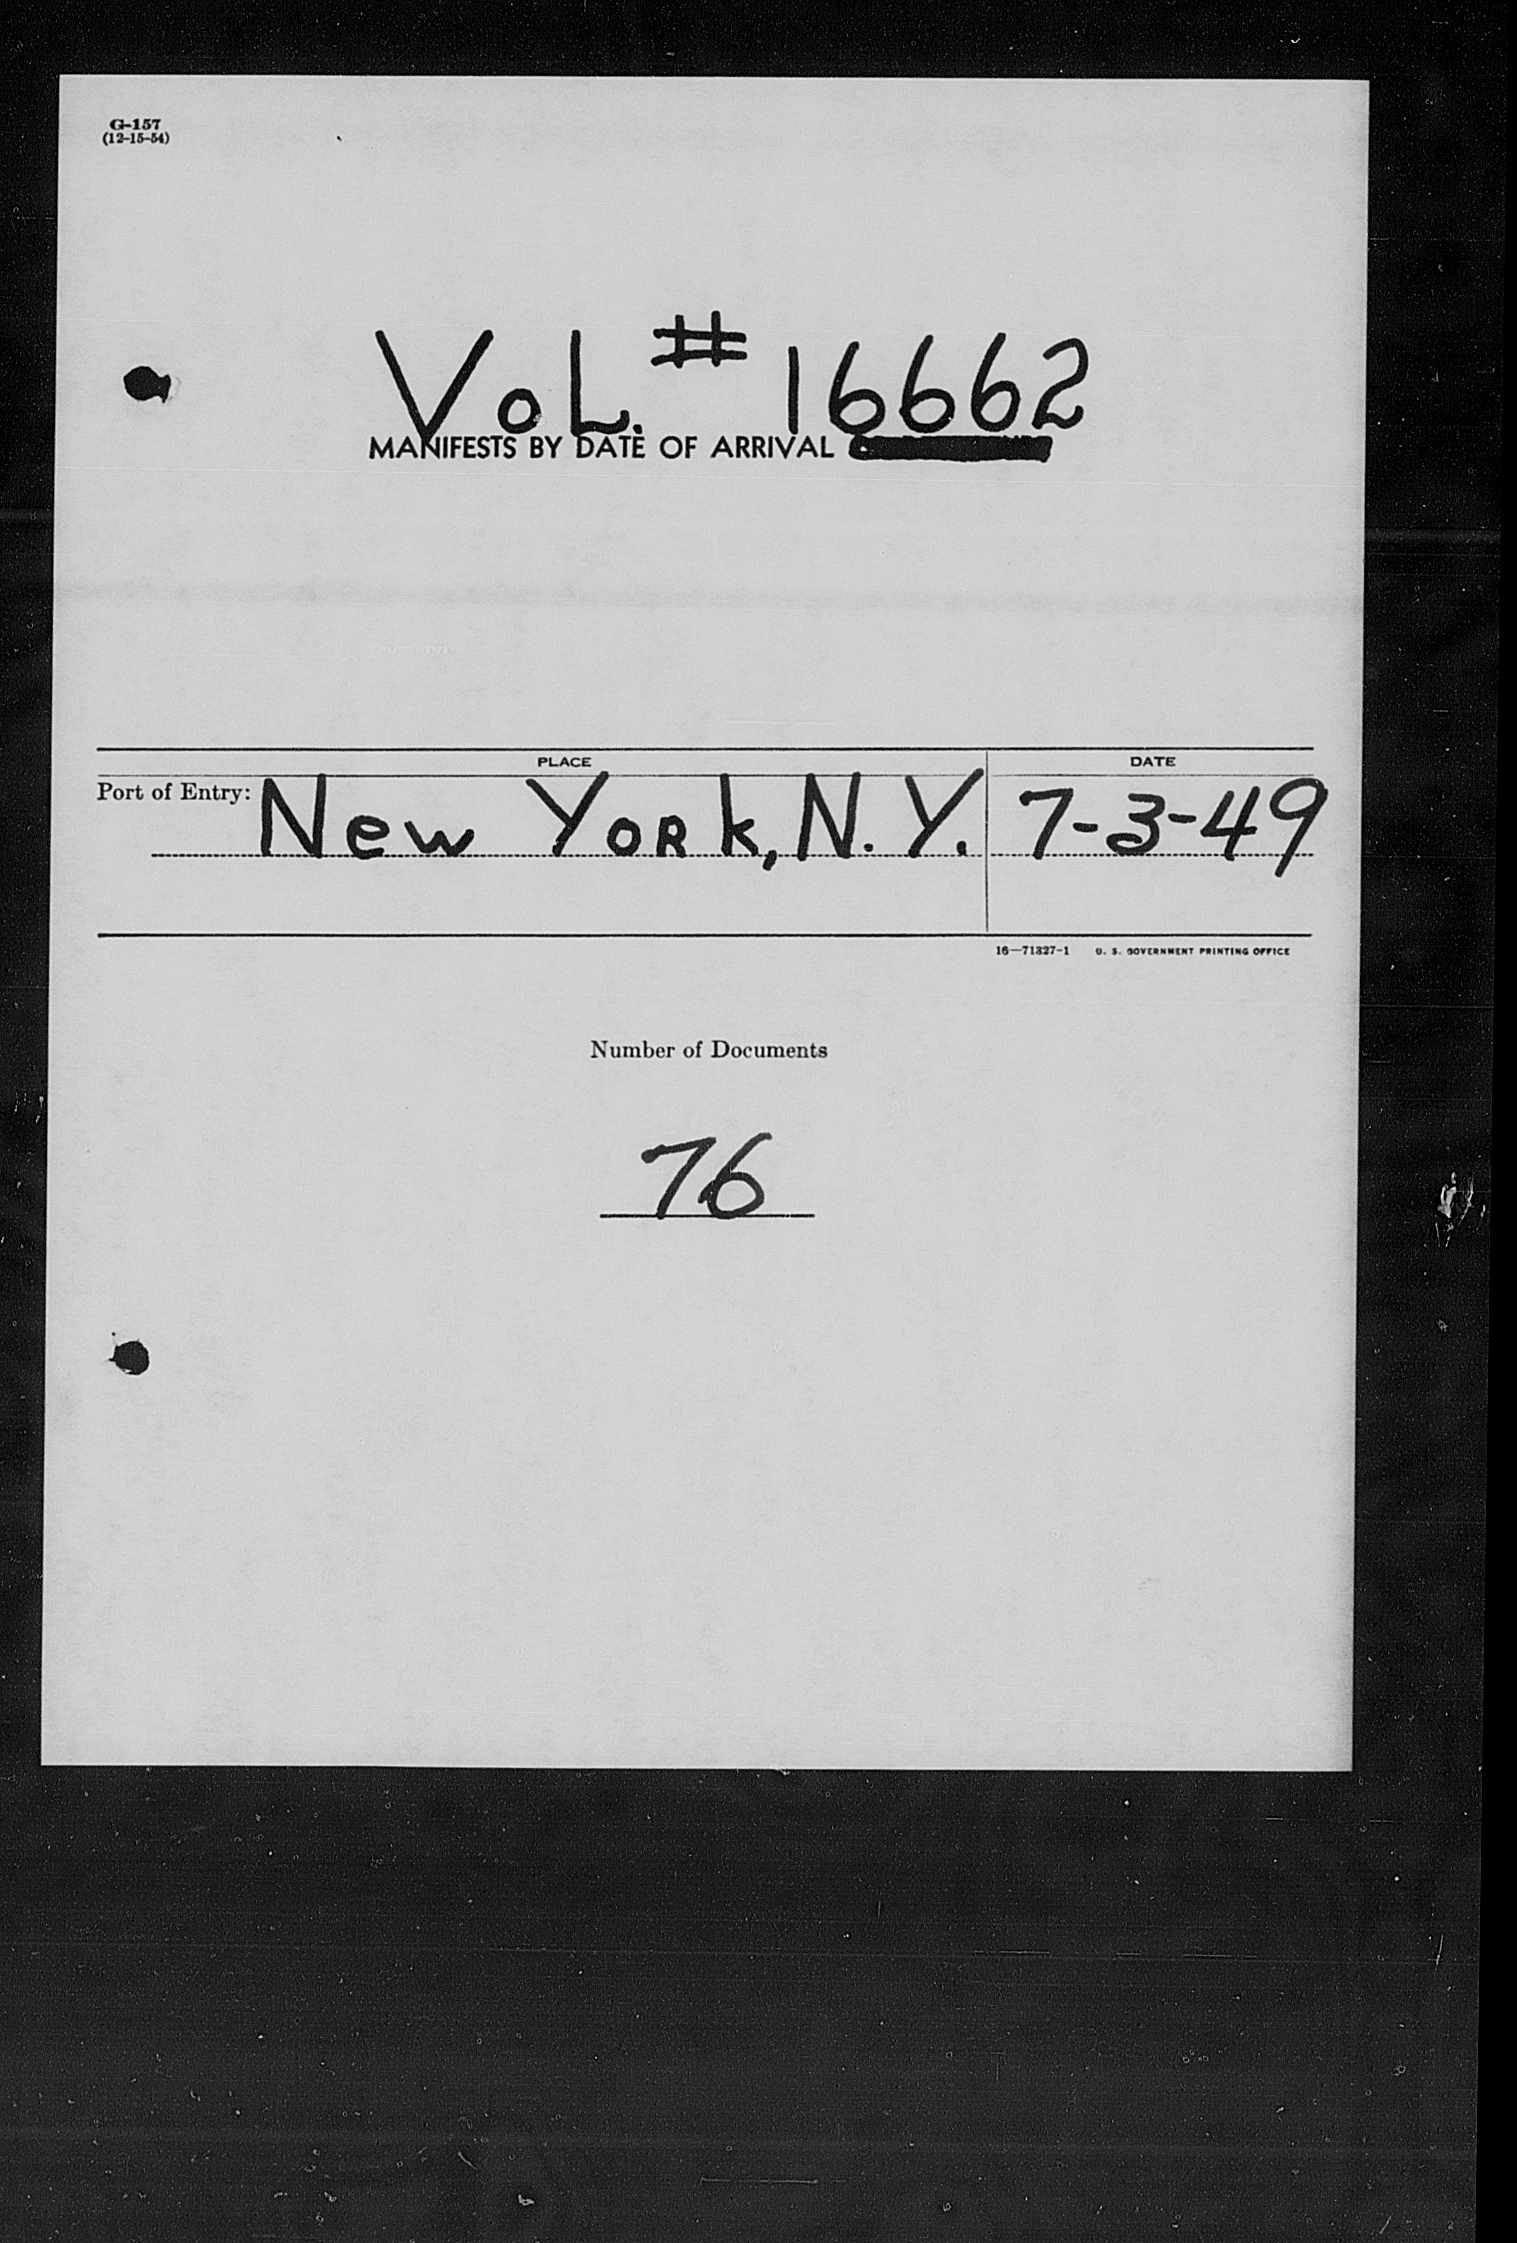 G-157
(12-15-54)
VoL. # 16662
MANIFESTS BY DATE OF ARRIVAL
PLACE DATE
Port of Entry: New York, N.Y. 7-3-49
16—71327-1 U. S. GOVERNMENT PRINTING OFFICE
Number of Documents
76